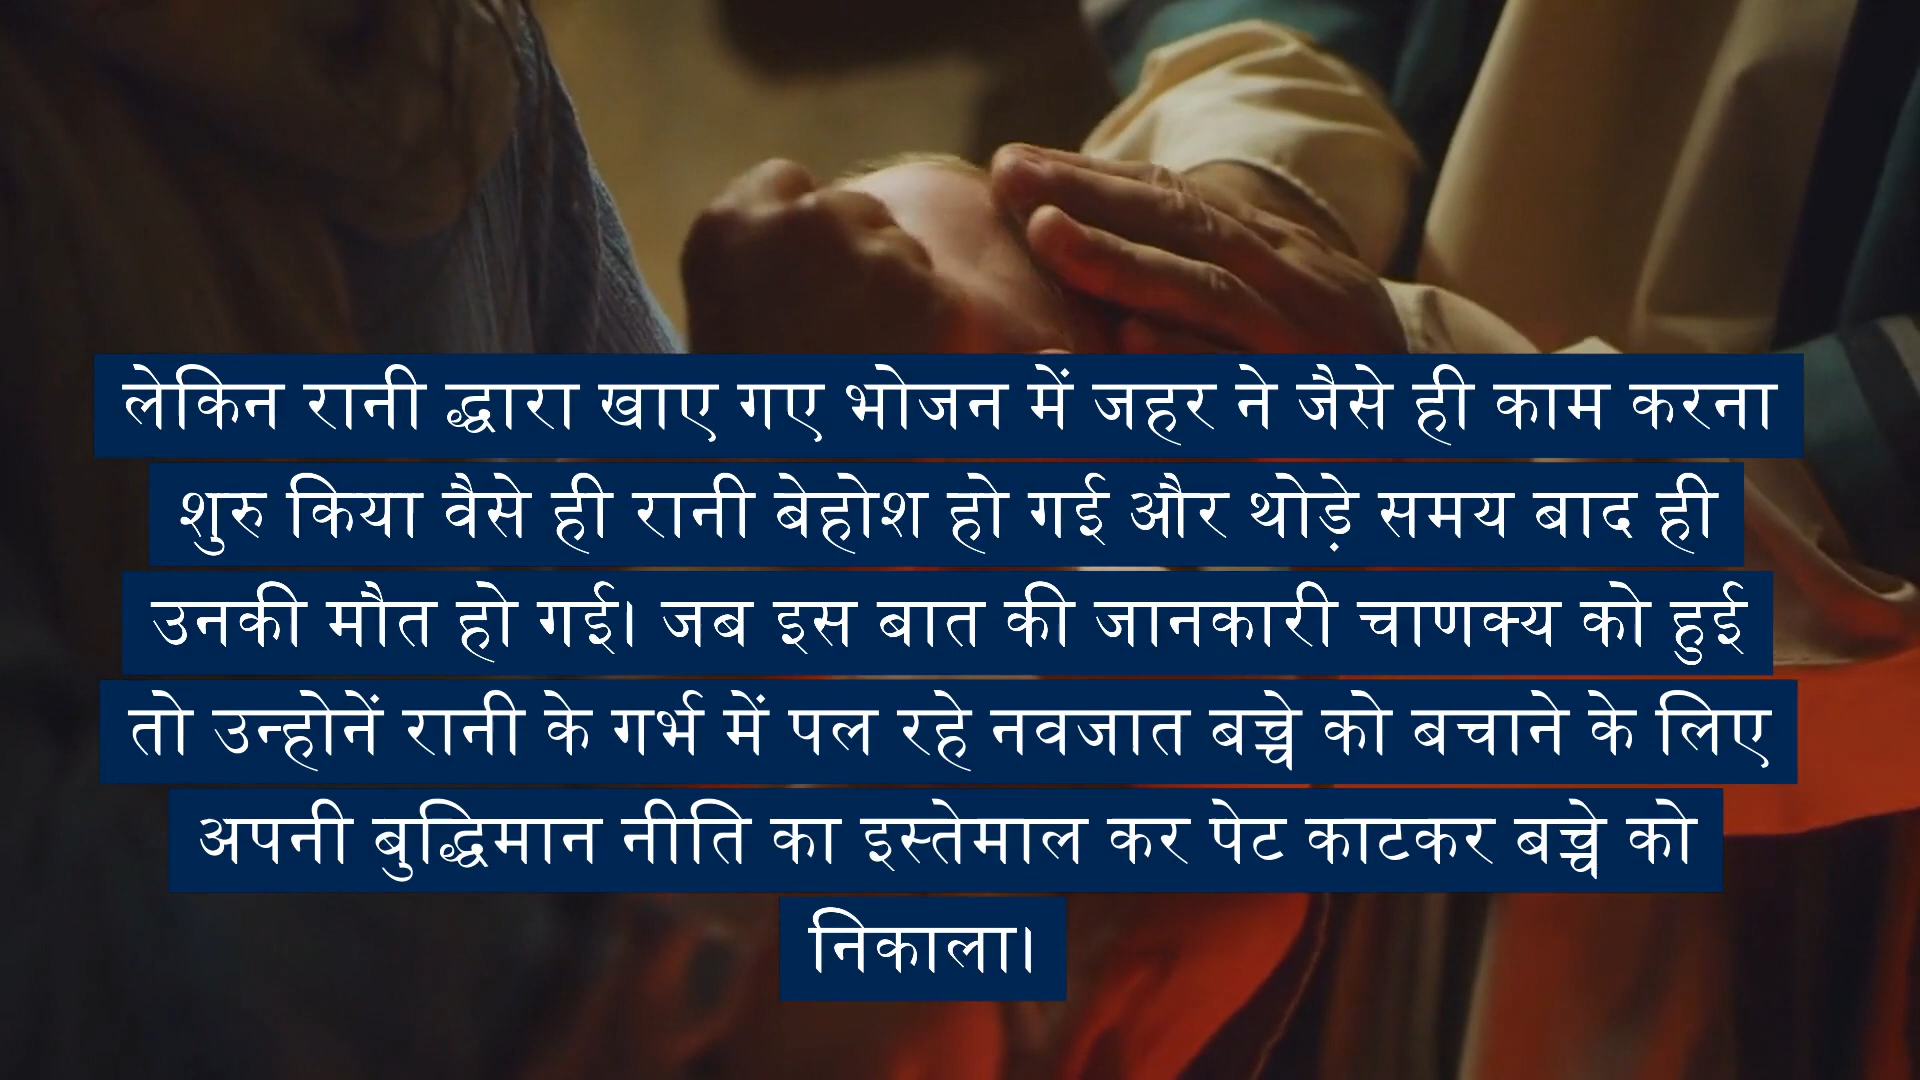 लेकिन रानी द्धारा खाए गए भोजन में जहर ने जैसे ही काम करना
शुरु किया वैसे ही रानी बेहोश हो गई और थोड़े समय बाद ही
उनकी मौत हो गई। जब इस बात की जानकारी चाणक्य को हुई
तो उन्होनें रानी के गर्भ में पल रहे नवजात बच्चे को बचाने के लिए
अपनी बुद्धिमान नीति का इस्तेमाल कर पेट काटकर बच्चे को
निकाला।